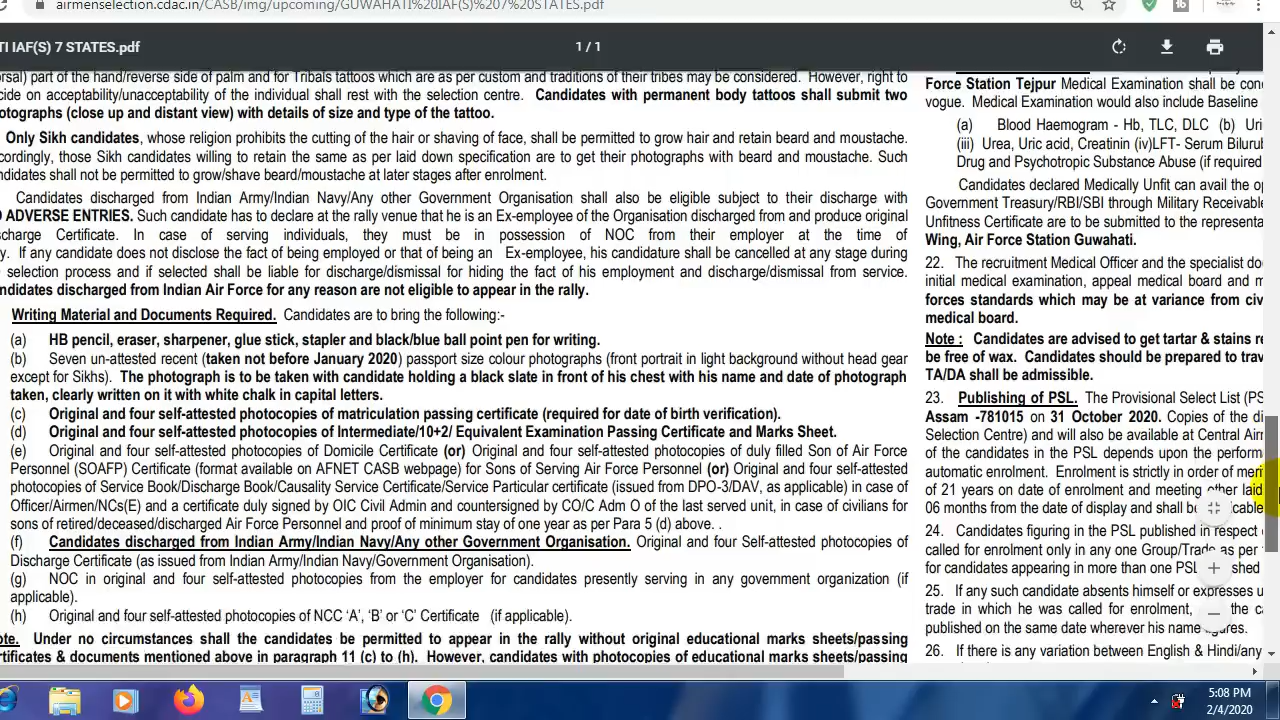 airmenselection.cdac.in/CASB/img/upcoming/GUWAHATI%20IAF(S)%207%20STATES.pdf
TI IAF(S) 7 STATES.pdf
1 / 1
part of the hand/reverse side of palm and for Tribals tattoos which are as per custom and traditions of their tribes may be considered. However, right to
cide on acceptability/unacceptability of the individual shall rest with the selection centre. Candidates with permanent body tattoos shall submit two
otographs (close up and distant view) with details of size and type of the tattoo.
Only Sikh candidates, whose religion prohibits the cutting of the hair or shaving of face, shall be permitted to grow hair and retain beard and moustache.
ccordingly, those Sikh candidates willing to retain the same as per laid down specification are to get their photographs with beard and moustache. Such
ndidates shall not be permitted to grow/shave beard/moustache at later stages after enrolment.
Candidates discharged from Indian Army/Indian Navy/Any other Government Organisation shall also be eligible subject to their discharge with
O ADVERSE ENTRIES. Such candidate has to declare at the rally venue that he is an Ex-employee of the Organisation discharged from and produce original
scharge Certificate. In case of serving individuals, they must be in possession of NOC from their employer at the time of
y. If any candidate does not disclose the fact of being employed or that of being an Ex-employee, his candidature shall be cancelled at any stage during
e selection process and if selected shall be liable for discharge/dismissal for hiding the fact of his employment and discharge/dismissal from service.
ndidates discharged from Indian Air Force for any reason are not eligible to appear in the rally.
Writing Material and Documents Required. Candidates are to bring the following:-
(a) HB pencil, eraser, sharpener, glue stick, stapler and black/blue ball point pen for writing.
(b) Seven un-attested recent (taken not before January 2020) passport size colour photographs (front portrait in light background without head gear
except for Sikhs). The photograph is to be taken with candidate holding a black slate in front of his chest with his name and date of photograph
taken, clearly written on it with white chalk in capital letters.
(c) Original and four self-attested photocopies of matriculation passing certificate (required for date of birth verification).
(d) Original and four self-attested photocopies of Intermediate/10+2/ Equivalent Examination Passing Certificate and Marks Sheet.
(e) Original and four self-attested photocopies of Domicile Certificate (or) Original and four self-attested photocopies of duly filled Son of Air Force
Personnel (SOAFP) Certificate (format available on AFNET CASB webpage) for Sons of Serving Air Force Personnel (or) Original and four self-attested
photocopies of Service Book/Discharge Book/Causality Service Certificate/Service Particular certificate (issued from DPO-3/DAV, as applicable) in case of
Officer/Airmen/NCs(E) and a certificate duly signed by OIC Civil Admin and countersigned by CO/C Adm O of the last served unit, in case of civilians for
sons of retired/deceased/discharged Air Force Personnel and proof of minimum stay of one year as per Para 5 (d) above. .
(f) Candidates discharged from Indian Army/Indian Navy/Any other Government Organisation. Original and four Self-attested photocopies of
Discharge Certificate (as issued from Indian Army/Indian Navy/Government Organisation).
(g) NOC in original and four self-attested photocopies from the employer for candidates presently serving in any government organization (if
applicable).
(h) Original and four self-attested photocopies of NCC ‘A’, ‘B’ or ‘C’ Certificate (if applicable).
ote. Under no circumstances shall the candidates be permitted to appear in the rally without original educational marks sheets/passing
rtificates & documents mentioned above in paragraph 11 (c) to (h). However, candidates with photocopies of educational marks sheets/passing
Force Station Tejpur Medical Examination shall be con
vogue. Medical Examination would also include Baseline
(a) Blood Haemogram - Hb, TLC, DLC (b) Uri
(iii) Urea, Uric acid, Creatinin (iv)LFT- Serum Bilirub
Drug and Psychotropic Substance Abuse (if required
Candidates declared Medically Unfit can avail the op
Government Treasury/RBI/SBI through Military Receivable
Unfitness Certificate are to be submitted to the representa
Wing, Air Force Station Guwahati.
22. The recruitment Medical Officer and the specialist do
initial medical examination, appeal medical board and m
forces standards which may be at variance from civ
medical board.
Note : Candidates are advised to get tartar & stains re
be free of wax. Candidates should be prepared to trav
TA/DA shall be admissible.
23. Publishing of PSL. The Provisional Select List (PS
Assam -781015 on 31 October 2020. Copies of the di
Selection Centre) and will also be available at Central Air
of the candidates in the PSL depends upon the perform
automatic enrolment. Enrolment is strictly in order of meri
of 21 years on date of enrolment and meeting other laid
06 months from the date of display and shall be cable
24. Candidates figuring in the PSL published in respect
called for enrolment only in any one Group/Trade as per
for candidates appearing in more than one PSL shed
25. If any such candidate absents himself or expresses u
trade in which he was called for enrolment, the c
published on the same date wherever his name figures.
26. If there is any variation between English & Hindi/any
5:08 PM
2/4/2020